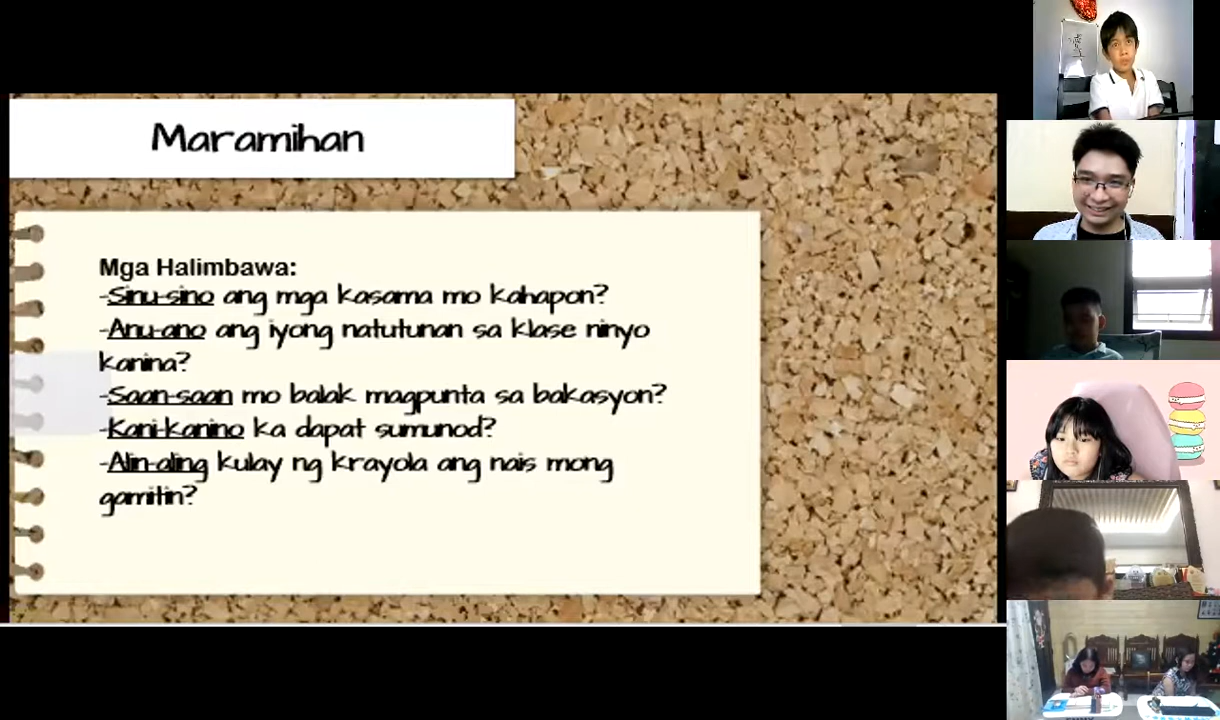 Maramihan
Mga Halimbawa:
-Sinu-sino ang mga kasama mo kahapon?
-Anu-ano ang iyong natutunan sa klase ninyo
kanina?
-Saan-saan mo balak magpunta sa bakasyon?
-Kani-kanino ka dapat sumunod?
-Alin-aling kulay ng krayola ang nais mong
gamitin?